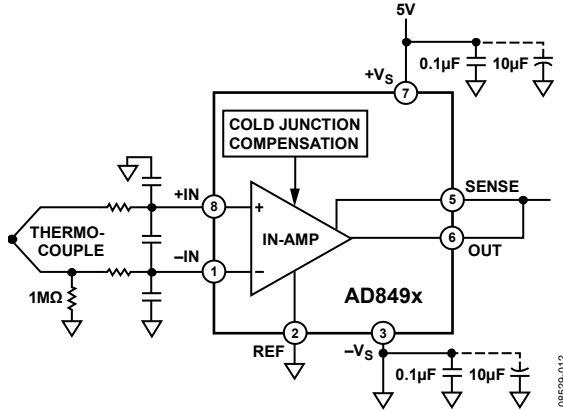 5V
0.1µF 10µF
+VS
7
COLD JUNCTION
COMPENSATION
+IN
8
+
5
SENSE
THERMO-
COUPLE
IN-AMP
6
OUT
–IN
1
–
1MΩ
AD849x
2
3
REF
–VS
0.1µF 10µF
08529-012